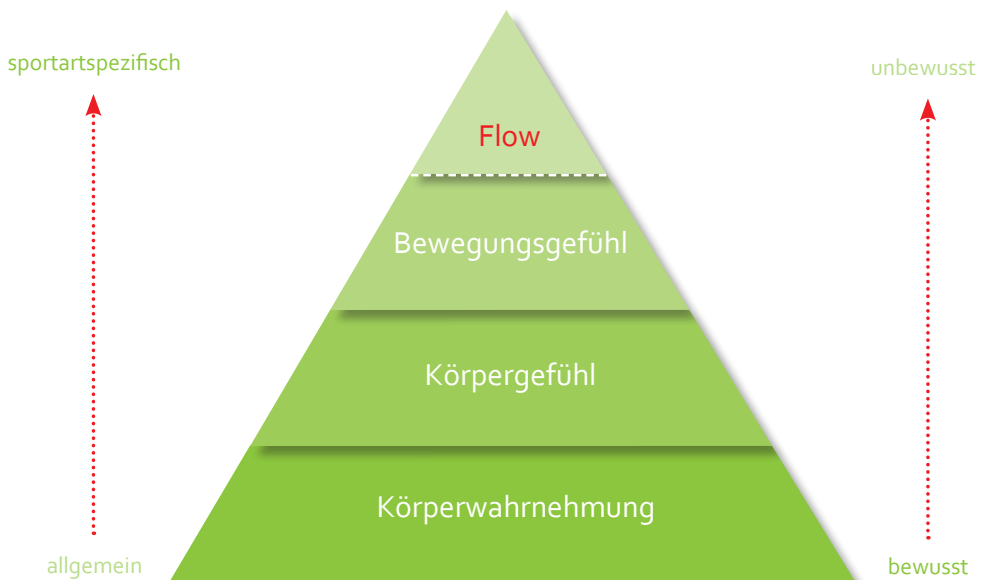 sportartspezifisch
unbewusst
Flow
Bewegungsgefühl
Körpergefühl
Körperwahrnehmung
allgemein
bewusst